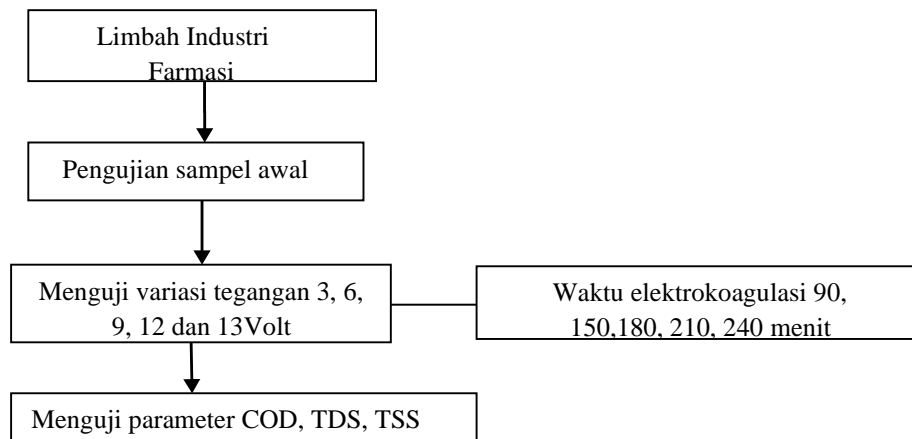 Limbah Industri
Farmasi
Pengujian sampel awal
Menguji variasi tegangan 3, 6,
9, 12 dan 13Volt
Waktu elektrokoagulasi 90,
150,180, 210, 240 menit
Menguji parameter COD, TDS, TSS